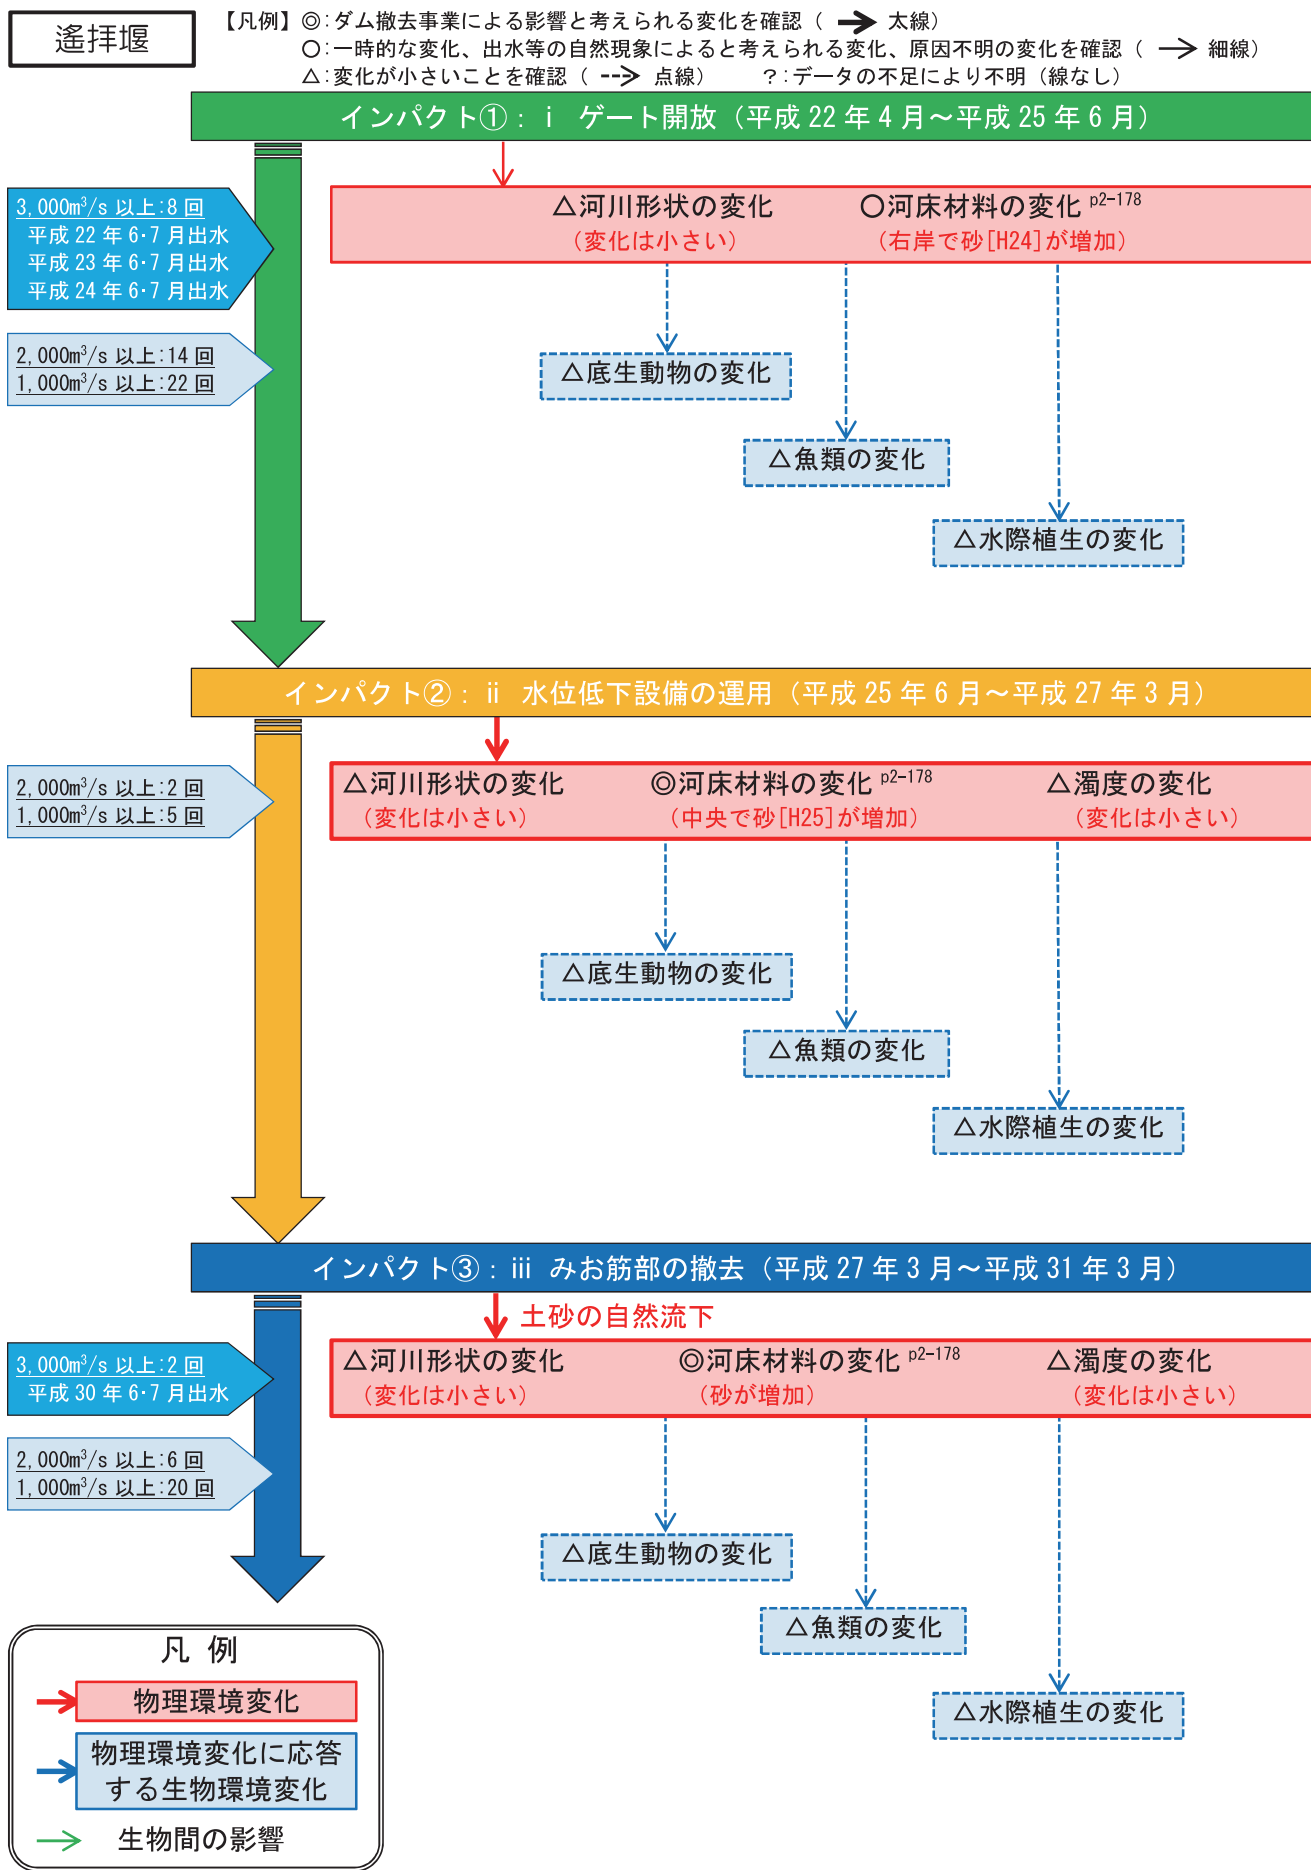 遙拝堰
【凡例】◎:ダム撤去事業による影響と考えられる変化を確認（ 太線）
○:一時的な変化、出水等の自然現象によると考えられる変化、原因不明の変化を確認（ 細線）
△:変化が小さいことを確認（ 点線） ?:データの不足により不明（線なし）
インパクト①：ⅰ ゲート開放（平成22年4月～平成25年6月）
3,000m³/s 以上:8回
平成22年6･7月出水
平成23年6･7月出水
平成24年6･7月出水
△河川形状の変化 ○河床材料の変化 p2-178
（変化は小さい） （右岸で砂[H24]が増加）
2,000m³/s 以上:14回
1,000m³/s 以上:22回
△底生動物の変化
△魚類の変化
△水際植生の変化
インパクト②：ⅱ 水位低下設備の運用（平成25年6月～平成27年3月）
2,000m³/s 以上:2回
1,000m³/s 以上:5回
△河川形状の変化 ◎河床材料の変化 p2-178 △濁度の変化
（変化は小さい） （中央で砂[H25]が増加） （変化は小さい）
△底生動物の変化
△魚類の変化
△水際植生の変化
インパクト③：ⅲ みお筋部の撤去（平成27年3月～平成31年3月）
土砂の自然流下
3,000m³/s 以上:2回
平成30年6･7月出水
△河川形状の変化 ◎河床材料の変化 p2-178 △濁度の変化
（変化は小さい） （砂が増加） （変化は小さい）
2,000m³/s 以上:6回
1,000m³/s 以上:20回
△底生動物の変化
△魚類の変化
△水際植生の変化
凡 例
物理環境変化
物理環境変化に応答
する生物環境変化
生物間の影響